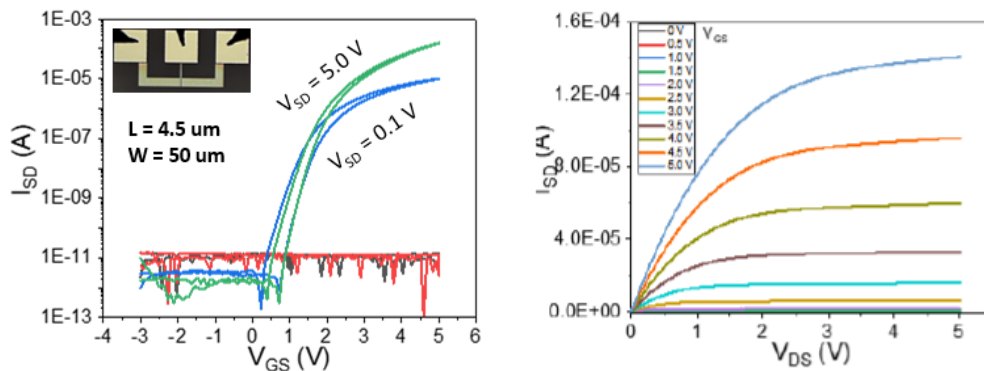 1E-03
1E-05
1E-07
1E-09
1E-11
1E-13
I_SD (A)
L = 4.5 um
W = 50 um
V_SD = 5.0 V
V_SD = 0.1 V
-4 -3 -2 -1 0 1 2 3 4 5 6
V_GS (V)
1.6E-04
1.2E-04
8.0E-05
4.0E-05
0.0E+00
I_SD (A)
V_GS
0 V
0.5 V
1.0 V
1.5 V
2.0 V
2.5 V
3.0 V
3.5 V
4.0 V
4.5 V
5.0 V
0 1 2 3 4 5
V_DS (V)